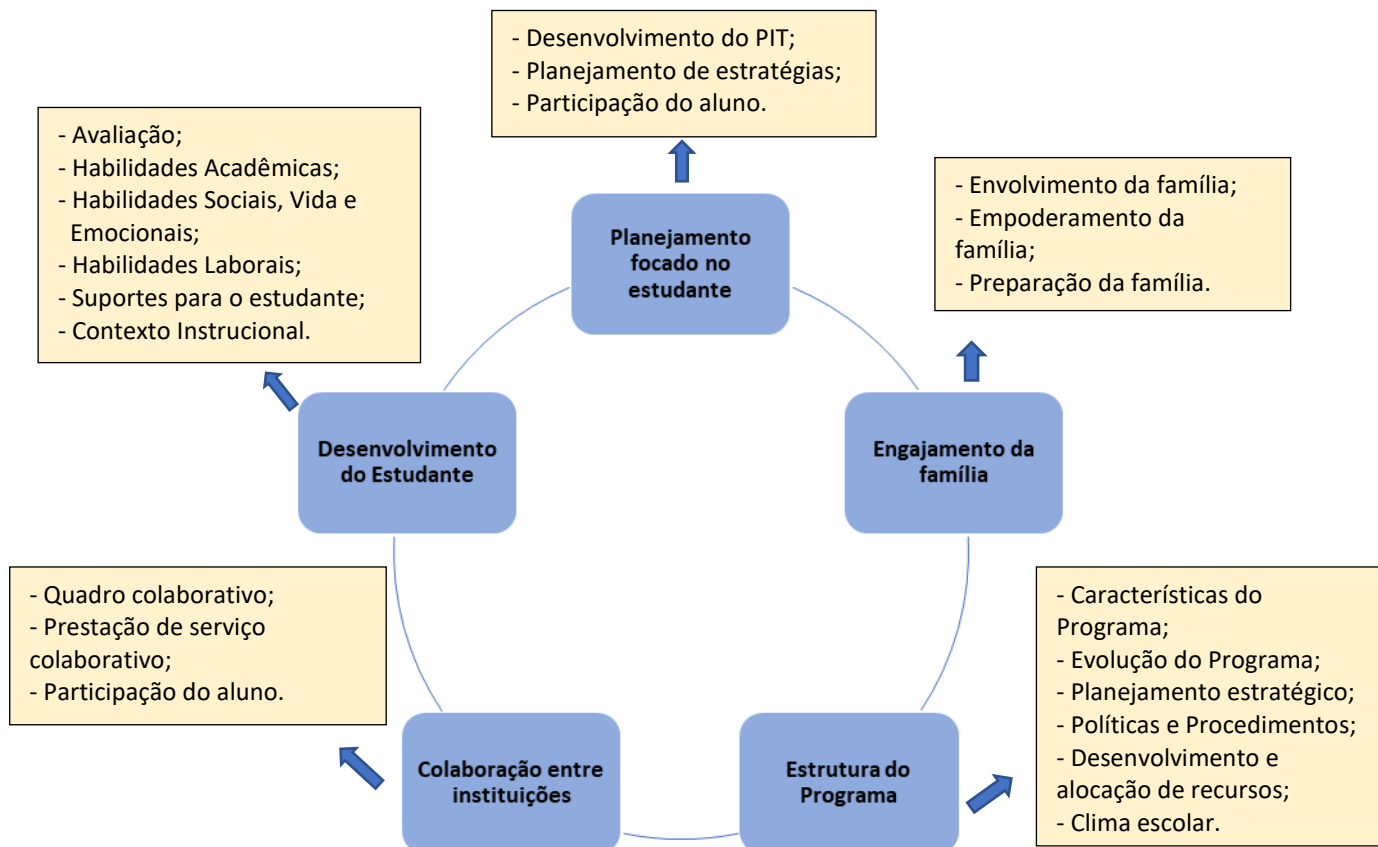 - Desenvolvimento do PIT;
- Planejamento de estratégias;
- Participação do aluno.
Planejamento
focado no
estudante
- Avaliação;
- Habilidades Acadêmicas;
- Habilidades Sociais, Vida e
Emocionais;
- Habilidades Laborais;
- Suportes para o estudante;
- Contexto Instrucional.
- Envolvimento da família;
- Empoderamento da
família;
- Preparação da família.
Desenvolvimento
do Estudante
Engajamento da
família
- Quadro colaborativo;
- Prestação de serviço
colaborativo;
- Participação do aluno.
- Características do
Programa;
- Evolução do Programa;
- Planejamento estratégico;
- Políticas e Procedimentos;
- Desenvolvimento e
alocação de recursos;
- Clima escolar.
Colaboração entre
instituições
Estrutura do
Programa